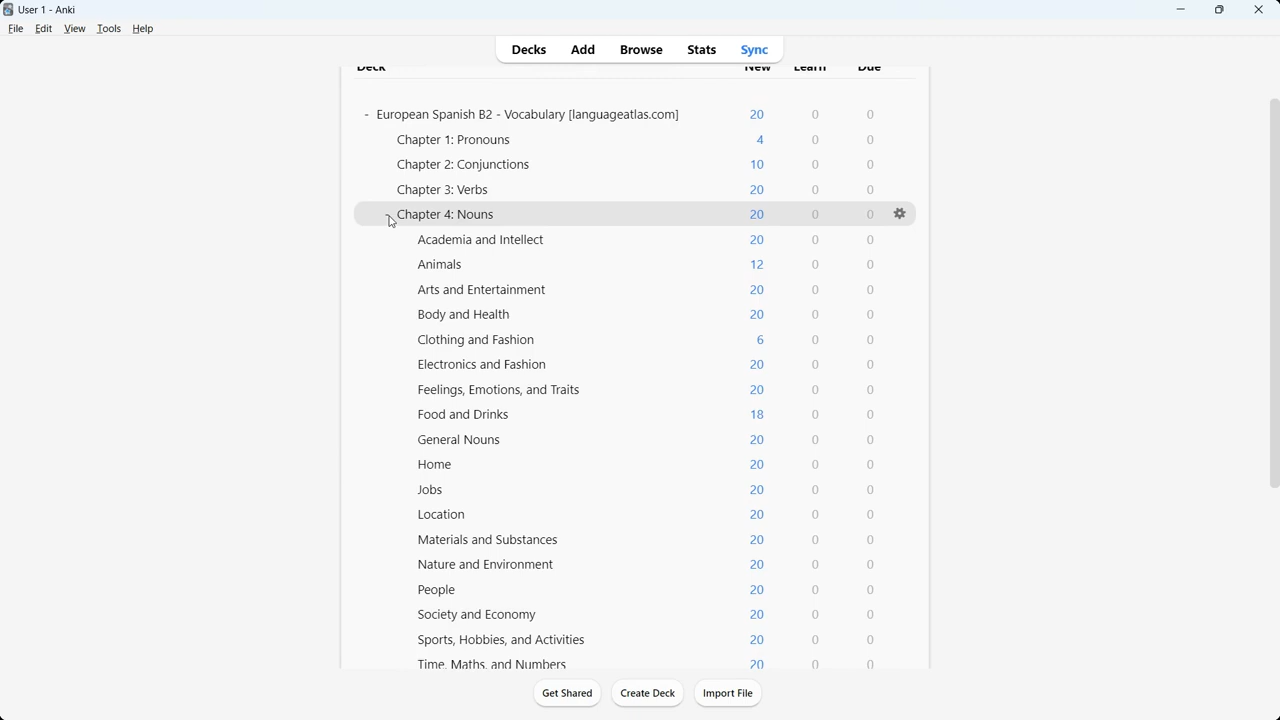 User 1 - Anki
File Edit View Tools Help
Decks Add Browse Stats Sync
Deck New Learn Due
- European Spanish B2 - Vocabulary [languageatlas.com] 20 0 0
Chapter 1: Pronouns 4 0 0
Chapter 2: Conjunctions 10 0 0
Chapter 3: Verbs 20 0 0
- Chapter 4: Nouns 20 0 0
Academia and Intellect 20 0 0
Animals 12 0 0
Arts and Entertainment 20 0 0
Body and Health 20 0 0
Clothing and Fashion 6 0 0
Electronics and Fashion 20 0 0
Feelings, Emotions, and Traits 20 0 0
Food and Drinks 18 0 0
General Nouns 20 0 0
Home 20 0 0
Jobs 20 0 0
Location 20 0 0
Materials and Substances 20 0 0
Nature and Environment 20 0 0
People 20 0 0
Society and Economy 20 0 0
Sports, Hobbies, and Activities 20 0 0
Time, Maths, and Numbers 20 0 0
Get Shared Create Deck Import File